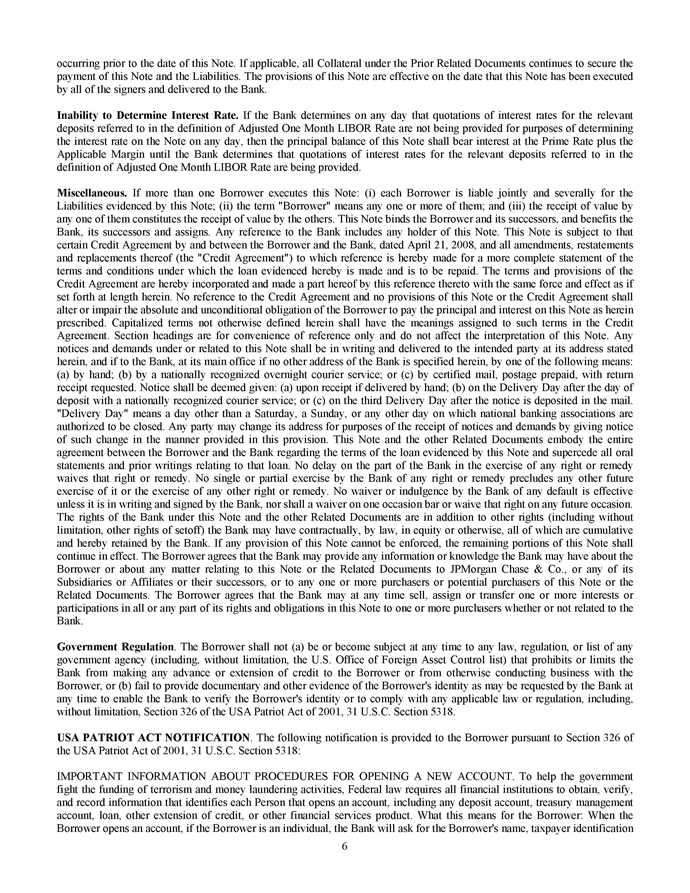 occurring prior to the date of this Note. If applicable, all Collateral under the Prior Related Documents continues to secure the
payment of this Note and the Liabilities. The provisions of this Note are effective on the date that this Note has been executed
by all of the signers and delivered to the Bank.
Inability to Determine Interest Rate. If the Bank determines on any day that quotations of interest rates for the relevant
deposits referred to in the definition of Adjusted One Month LIBOR Rate are not being provided for purposes of determining
the interest rate on the Note on any day, then the principal balance of this Note shall bear interest at the Prime Rate plus the
Applicable Margin until the Bank determines that quotations of interest rates for the relevant deposits referred to in the
definition of Adjusted One Month LIBOR Rate are being provided.
Miscellaneous. If more than one Borrower executes this Note: (i) each Borrower is liable jointly and severally for the
Liabilities evidenced by this Note; (ii) the term "Borrower" means any one or more of them; and (iii) the receipt of value by
any one of them constitutes the receipt of value by the others. This Note binds the Borrower and its successors, and benefits the
Bank, its successors and assigns. Any reference to the Bank includes any holder of this Note. This Note is subject to that
certain Credit Agreement by and between the Borrower and the Bank, dated April 21, 2008, and all amendments, restatements
and replacements thereof (the "Credit Agreement") to which reference is hereby made for a more complete statement of the
terms and conditions under which the loan evidenced hereby is made and is to be repaid. The terms and provisions of the
Credit Agreement are hereby incorporated and made a part hereof by this reference thereto with the same force and effect as if
set forth at length herein. No reference to the Credit Agreement and no provisions of this Note or the Credit Agreement shall
alter or impair the absolute and unconditional obligation of the Borrower to pay the principal and interest on this Note as herein
prescribed. Capitalized terms not otherwise defined herein shall have the meanings assigned to such terms in the Credit
Agreement. Section headings are for convenience of reference only and do not affect the interpretation of this Note. Any
notices and demands under or related to this Note shall be in writing and delivered to the intended party at its address stated
herein, and if to the Bank, at its main office if no other address of the Bank is specified herein, by one of the following means:
(a) by hand; (b) by a nationally recognized overnight courier service; or (c) by certified mail, postage prepaid, with return
receipt requested. Notice shall be deemed given: (a) upon receipt if delivered by hand; (b) on the Delivery Day after the day of
deposit with a nationally recognized courier service; or (c) on the third Delivery Day after the notice is deposited in the mail.
"Delivery Day" means a day other than a Saturday, a Sunday, or any other day on which national banking associations are
authorized to be closed. Any party may change its address for purposes of the receipt of notices and demands by giving notice
of such change in the manner provided in this provision. This Note and the other Related Documents embody the entire
agreement between the Borrower and the Bank regarding the terms of the loan evidenced by this Note and supercede all oral
statements and prior writings relating to that loan. No delay on the part of the Bank in the exercise of any right or remedy
waives that right or remedy. No single or partial exercise by the Bank of any right or remedy precludes any other future
exercise of it or the exercise of any other right or remedy. No waiver or indulgence by the Bank of any default is effective
unless it is in writing and signed by the Bank, nor shall a waiver on one occasion bar or waive that right on any future occasion.
The rights of the Bank under this Note and the other Related Documents are in addition to other rights (including without
limitation, other rights of setoff) the Bank may have contractually, by law, in equity or otherwise, all of which are cumulative
and hereby retained by the Bank. If any provision of this Note cannot be enforced, the remaining portions of this Note shall
continue in effect. The Borrower agrees that the Bank may provide any information or knowledge the Bank may have about the
Borrower or about any matter relating to this Note or the Related Documents to JPMorgan Chase & Co., or any of its
Subsidiaries or Affiliates or their successors, or to any one or more purchasers or potential purchasers of this Note or the
Related Documents. The Borrower agrees that the Bank may at any time sell, assign or transfer one or more interests or
participations in all or any part of its rights and obligations in this Note to one or more purchasers whether or not related to the
Bank.
Government Regulation. The Borrower shall not (a) be or become subject at any time to any law, regulation, or list of any
government agency (including, without limitation, the U.S. Office of Foreign Asset Control list) that prohibits or limits the
Bank from making any advance or extension of credit to the Borrower or from otherwise conducting business with the
Borrower, or (b) fail to provide documentary and other evidence of the Borrower's identity as may be requested by the Bank at
any time to enable the Bank to verify the Borrower's identity or to comply with any applicable law or regulation, including,
without limitation, Section 326 of the USA Patriot Act of 2001, 31 U.S.C. Section 5318.
USA PATRIOT ACT NOTIFICATION. The following notification is provided to the Borrower pursuant to Section 326 of
the USA Patriot Act of 2001, 31 U.S.C. Section 5318:
IMPORTANT INFORMATION ABOUT PROCEDURES FOR OPENING A NEW ACCOUNT. To help the government
fight the funding of terrorism and money laundering activities, Federal law requires all financial institutions to obtain, verify,
and record information that identifies each Person that opens an account, including any deposit account, treasury management
account, loan, other extension of credit, or other financial services product. What this means for the Borrower: When the
Borrower opens an account, if the Borrower is an individual, the Bank will ask for the Borrower's name, taxpayer identification
6